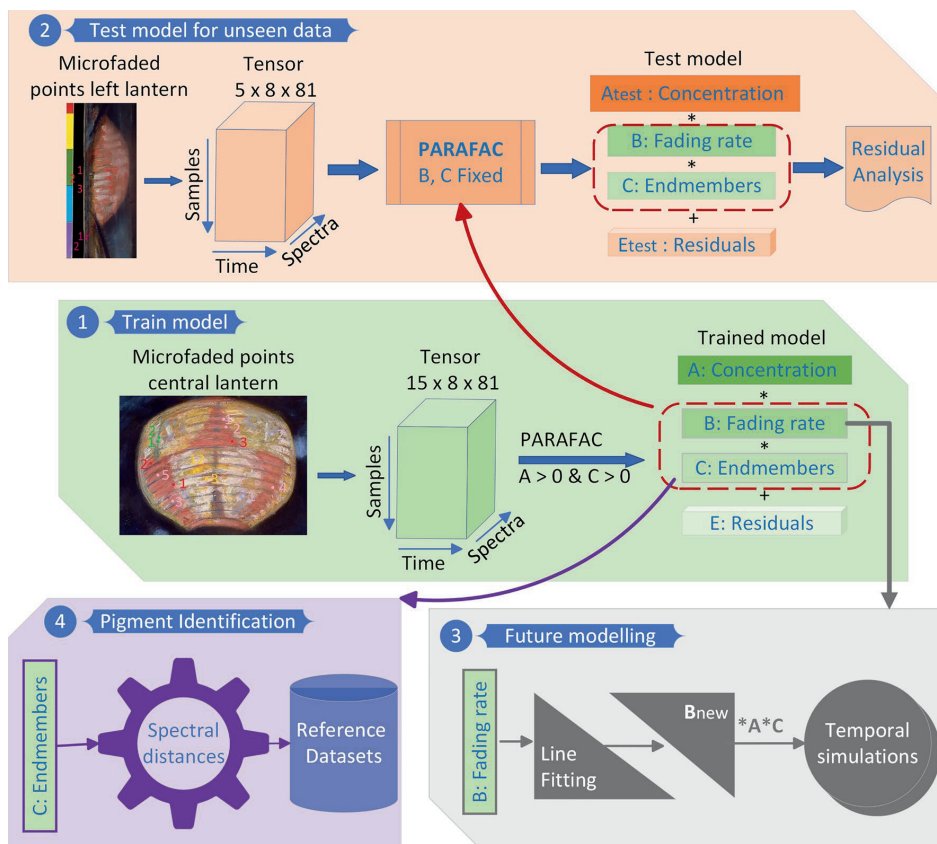 2 Test model for unseen data
Microfaded
points left lantern
Tensor
5 x 8 x 81
Samples
Time
Spectra
PARAFAC
B, C Fixed
Test model
Atest : Concentration
*
B: Fading rate
*
C: Endmembers
+
Etest : Residuals
Residual
Analysis
1 Train model
Microfaded points
central lantern
Tensor
15 x 8 x 81
Samples
Time
Spectra
PARAFAC
A > 0 & C > 0
Trained model
A: Concentration
*
B: Fading rate
*
C: Endmembers
+
E: Residuals
4 Pigment Identification
C: Endmembers
Spectral
distances
Reference
Datasets
3 Future modelling
B: Fading rate
Line
Fitting
Bnew
*A*C
Temporal
simulations